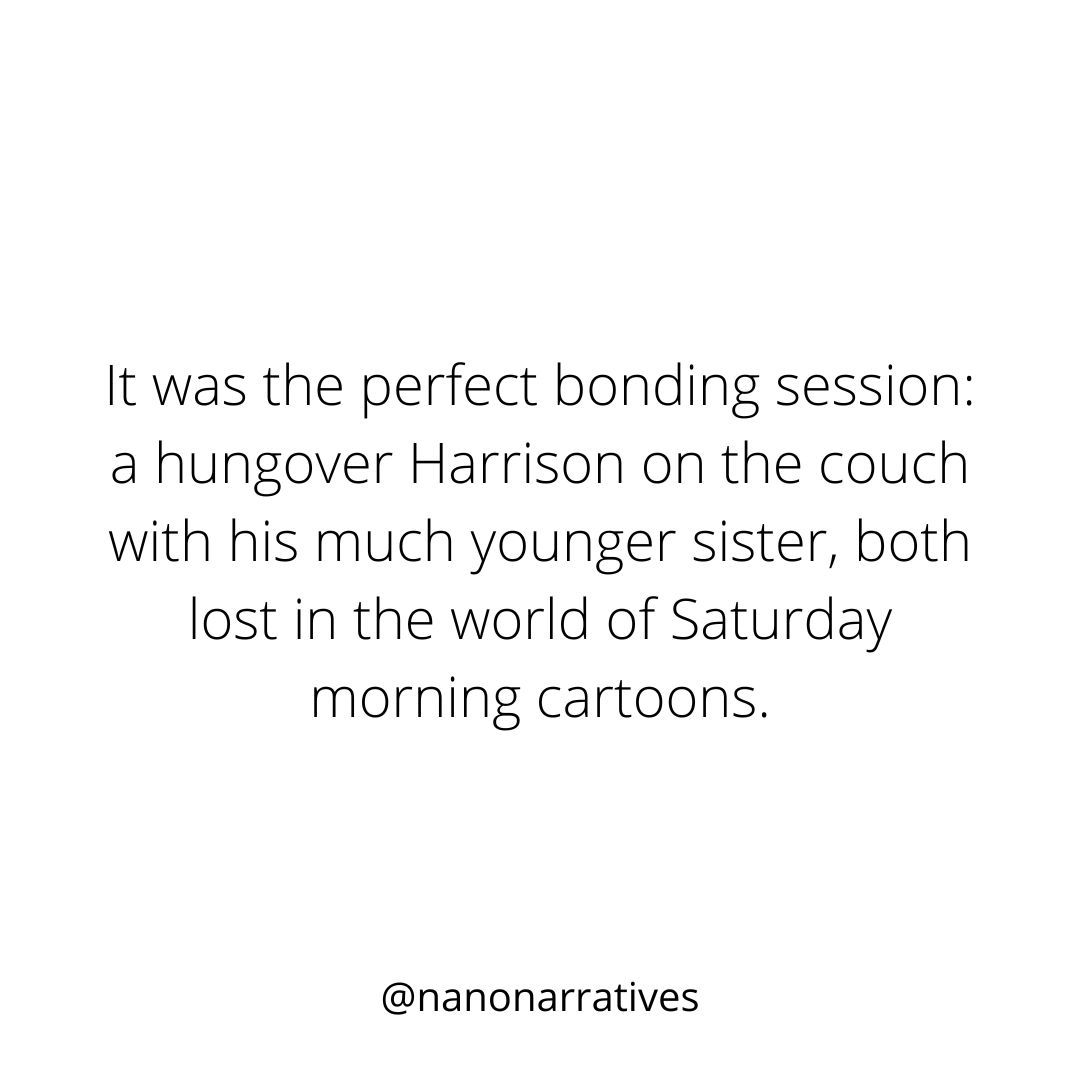 It was the perfect bonding session:
a hungover Harrison on the couch
with his much younger sister, both
lost in the world of Saturday
morning cartoons.
@nanonarratives